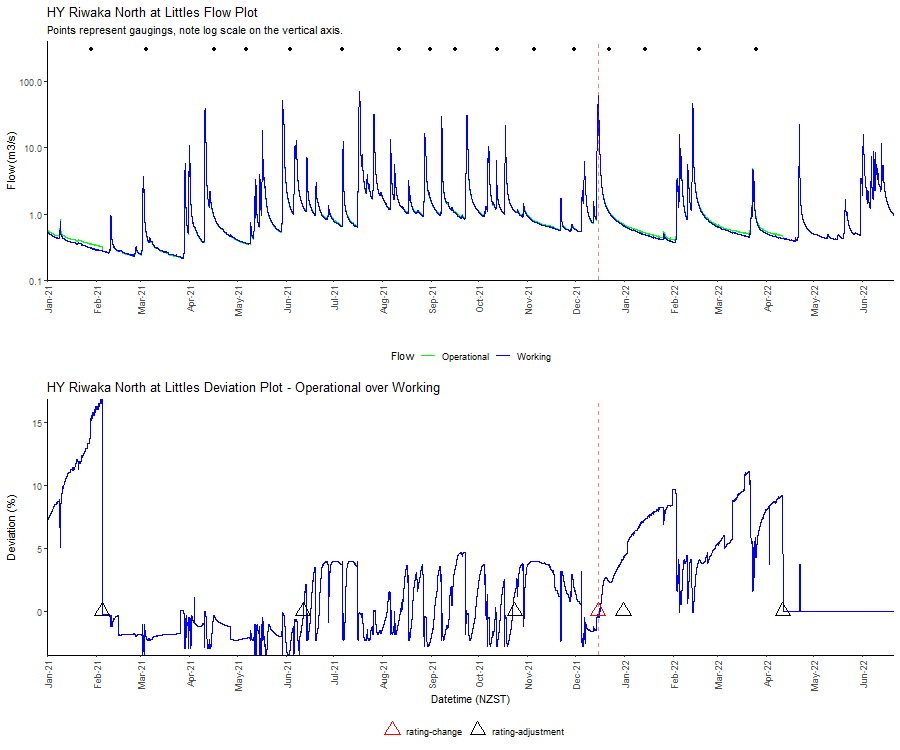 HY Riwaka North at Littles Flow Plot
Points represent gaugings, note log scale on the vertical axis.
Flow (m3/s)
100.0
10.0
1.0
0.1
Jan-21 Feb-21 Mar-21 Apr-21 May-21 Jun-21 Jul-21 Aug-21 Sep-21 Oct-21 Nov-21 Dec-21 Jan-22 Feb-22 Mar-22 Apr-22 May-22 Jun-22
Flow Operational Working
HY Riwaka North at Littles Deviation Plot - Operational over Working
Deviation (%)
15
10
5
0
Jan-21 Feb-21 Mar-21 Apr-21 May-21 Jun-21 Jul-21 Aug-21 Sep-21 Oct-21 Nov-21 Dec-21 Jan-22 Feb-22 Mar-22 Apr-22 May-22 Jun-22
Datetime (NZST)
rating-change rating-adjustment